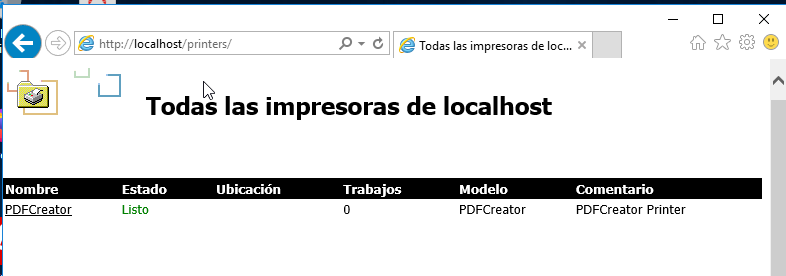 http://localhost/printers/
Todas las impresoras de loc...
Todas las impresoras de localhost
Nombre Estado Ubicación Trabajos Modelo Comentario
PDFCreator Listo 0 PDFCreator PDFCreator Printer